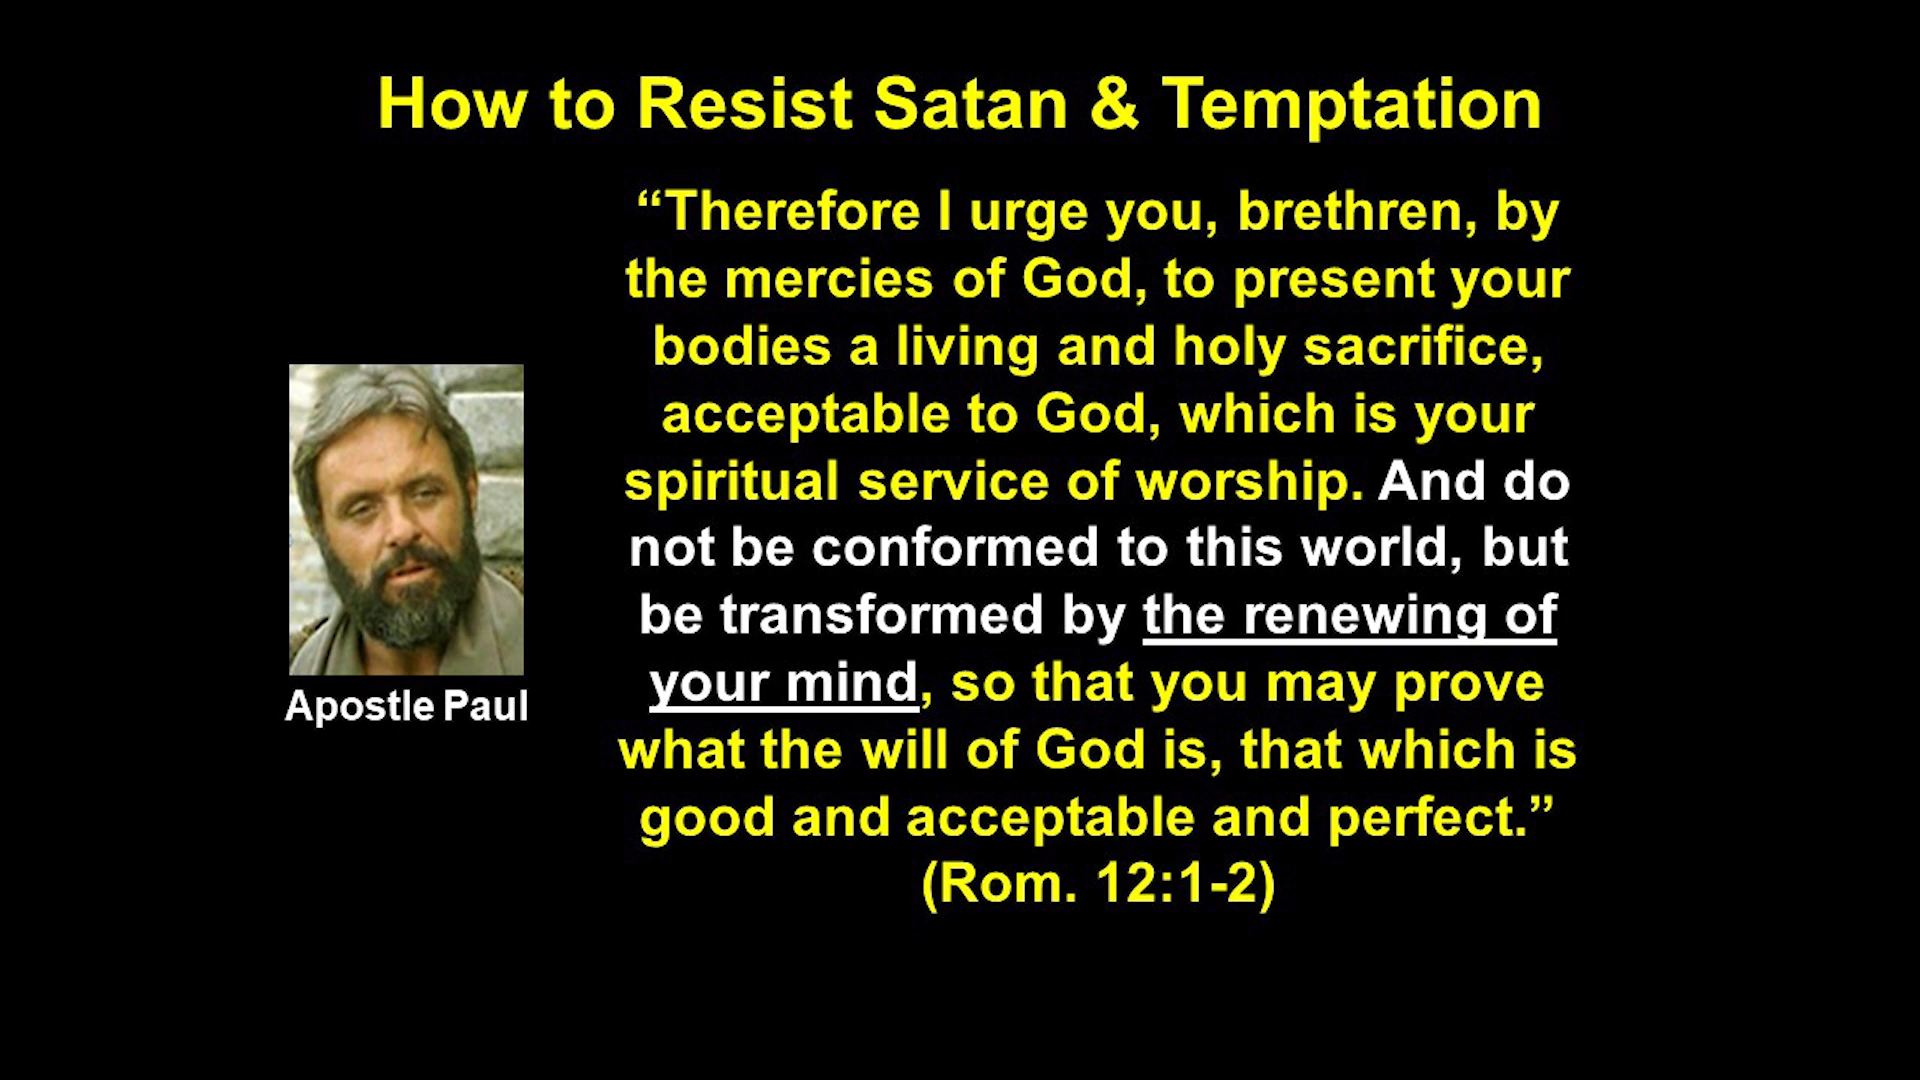 How to Resist Satan & Temptation
“Therefore I urge you, brethren, by
the mercies of God, to present your
bodies a living and holy sacrifice,
acceptable to God, which is your
spiritual service of worship. And do
not be conformed to this world, but
be transformed by the renewing of
your mind, so that you may prove
what the will of God is, that which is
good and acceptable and perfect.”
(Rom. 12:1-2)
Apostle Paul